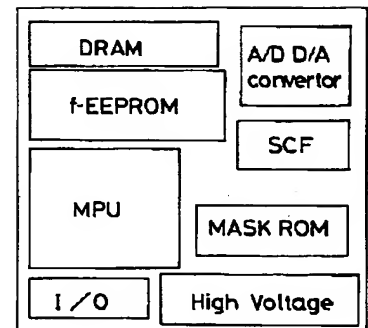 DRAM
A/D D/A
convertor
f-EEPROM
SCF
MPU
MASK ROM
I/O
High Voltage